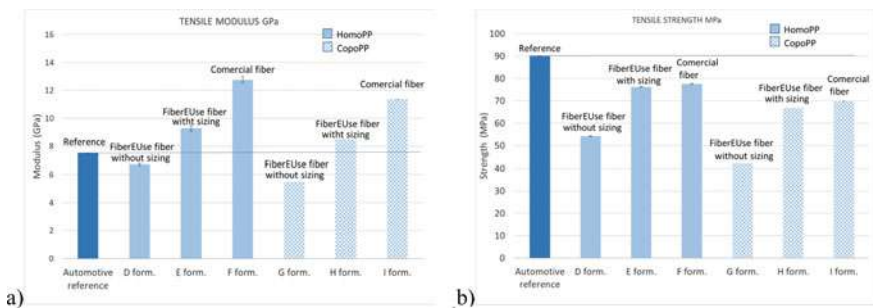 TENSILE MODULUS GPa
HomoPP
CopoPP
16
14
12
10
8
6
4
2
0
Modulus (GPa)
Reference
FiberEUse fiber
without sizing
FiberEUse fiber
witht sizing
Comercial fiber
FiberEUse fiber
without sizing
FiberEUse fiber
witht sizing
Comercial fiber
Automotive
reference
D form.
E form.
F form.
G form.
H form.
I form.
a)
TENSILE STRENGTH MPa
HomoPP
CopoPP
100
90
80
70
60
50
40
30
20
10
0
Strength (MPa)
Reference
FiberEUse fiber
without sizing
FiberEUse fiber
with sizing
Comercial
fiber
FiberEUse fiber
without sizing
FiberEUse fiber
with sizing
Comercial
fiber
Automotive
reference
D form.
E form.
F form.
G form.
H form.
I form.
b)